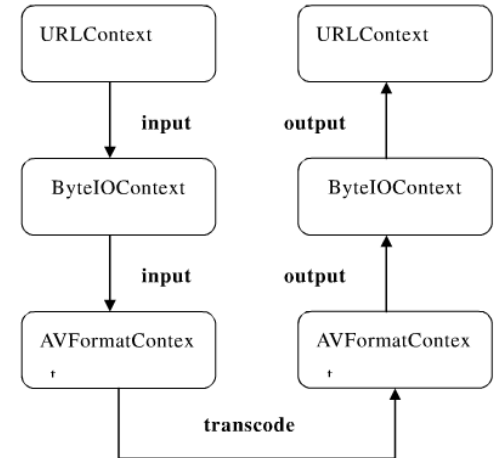 URLContext
URLContext
input
output
ByteIOContext
ByteIOContext
input
output
AVFormatContex
t
AVFormatContex
t
transcode